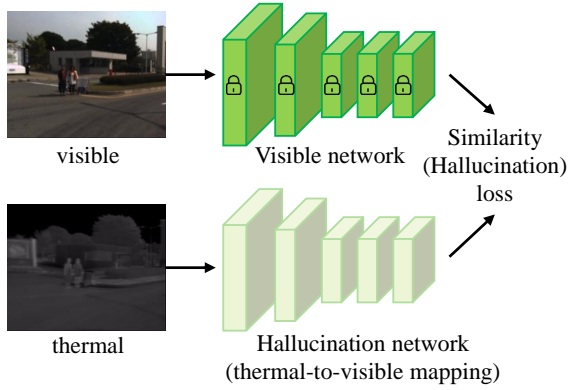 visible
Visible network
Similarity
(Hallucination)
loss
thermal
Hallucination network
(thermal-to-visible mapping)